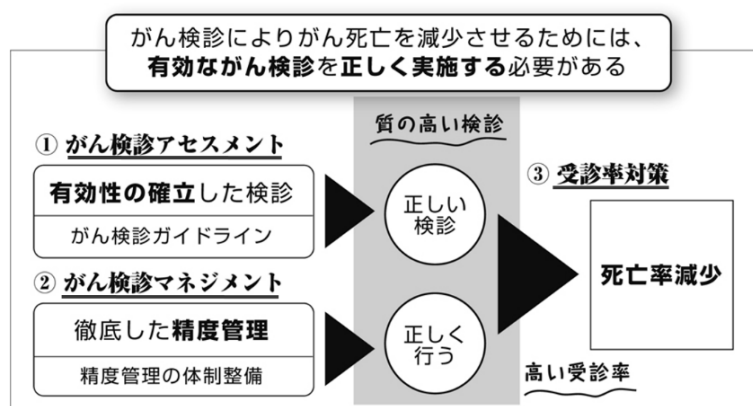 がん検診によりがん死亡を減少させるためには、
有効ながん検診を正しく実施する必要がある
質の高い検診
① がん検診アセスメント
有効性の確立した検診
がん検診ガイドライン
正しい
検診
② がん検診マネジメント
徹底した精度管理
精度管理の体制整備
正しく
行う
③ 受診率対策
死亡率減少
高い受診率